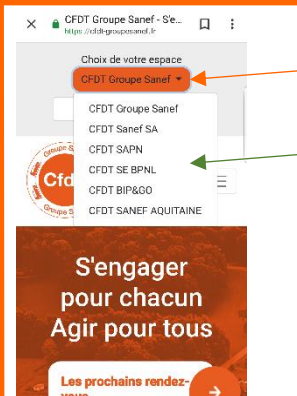 CFDT Groupe Sanef - S'e...
https://cfdt-groupesanef.fr
Choix de votre espace
CFDT Groupe Sanef
CFDT Groupe Sanef
CFDT Sanef SA
CFDT SAPN
CFDT SE BPNL
CFDT BIP&GO
CFDT SANEF AQUITAINE
Cfd
S'engager
pour chacun
Agir pour tous
Les prochains rendez-
vous